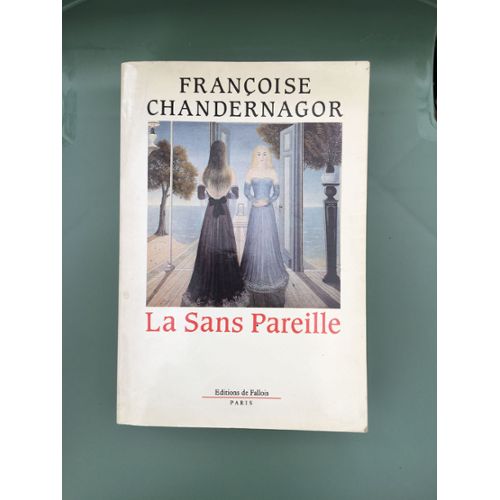 FRANÇOISE
CHANDERNAGOR
La Sans Pareille
Editions de Fallois
PARIS